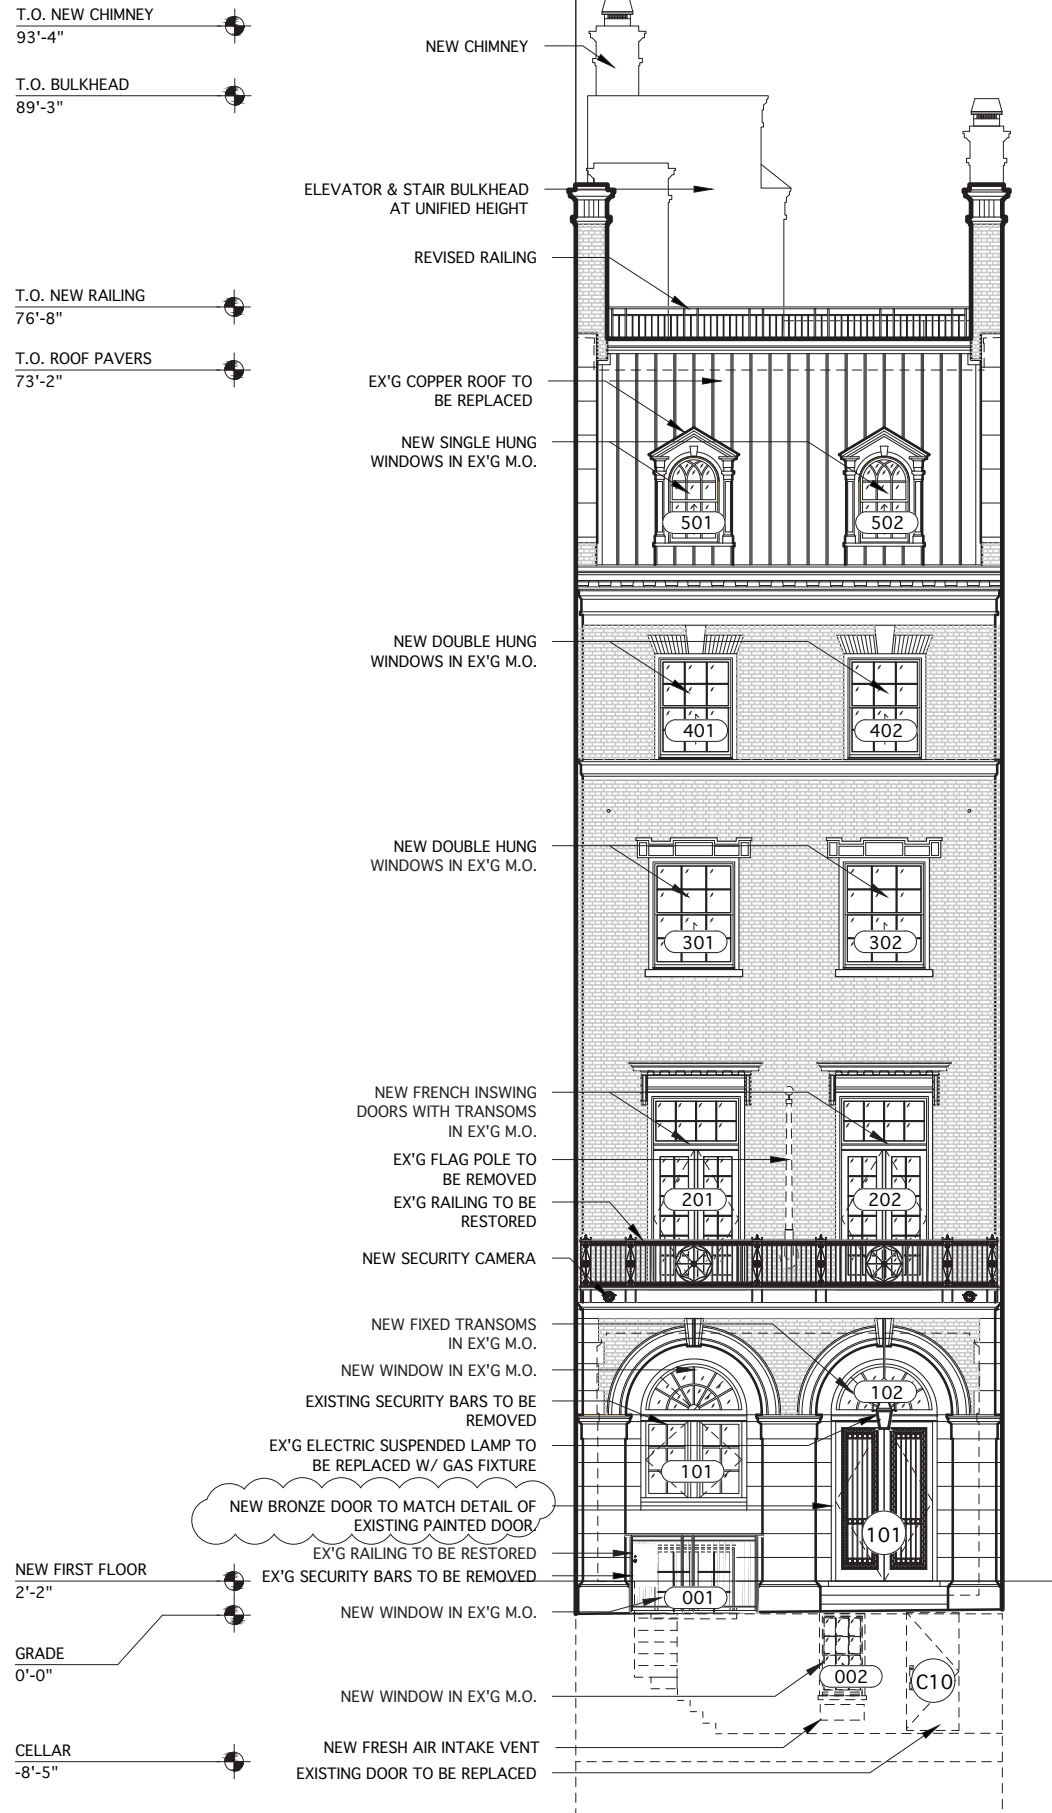 T.O. NEW CHIMNEY
93'-4"
NEW CHIMNEY
T.O. BULKHEAD
89'-3"
ELEVATOR & STAIR BULKHEAD
AT UNIFIED HEIGHT
REVISED RAILING
T.O. NEW RAILING
76'-8"
T.O. ROOF PAVERS
73'-2"
EX'G COPPER ROOF TO
BE REPLACED
NEW SINGLE HUNG
WINDOWS IN EX'G M.O.
501
502
NEW DOUBLE HUNG
WINDOWS IN EX'G M.O.
401
402
NEW DOUBLE HUNG
WINDOWS IN EX'G M.O.
301
302
NEW FRENCH INSWING
DOORS WITH TRANSOMS
IN EX'G M.O.
EX'G FLAG POLE TO
BE REMOVED
201
202
EX'G RAILING TO BE
RESTORED
NEW SECURITY CAMERA
NEW FIXED TRANSOMS
IN EX'G M.O.
NEW WINDOW IN EX'G M.O.
102
EXISTING SECURITY BARS TO BE
REMOVED
EX'G ELECTRIC SUSPENDED LAMP TO
BE REPLACED W/ GAS FIXTURE
101
NEW BRONZE DOOR TO MATCH DETAIL OF
EXISTING PAINTED DOOR.
101
EX'G RAILING TO BE RESTORED
EX'G SECURITY BARS TO BE REMOVED
NEW FIRST FLOOR
2'-2"
001
NEW WINDOW IN EX'G M.O.
GRADE
0'-0"
002
C10
NEW WINDOW IN EX'G M.O.
NEW FRESH AIR INTAKE VENT
CELLAR
-8'-5"
EXISTING DOOR TO BE REPLACED